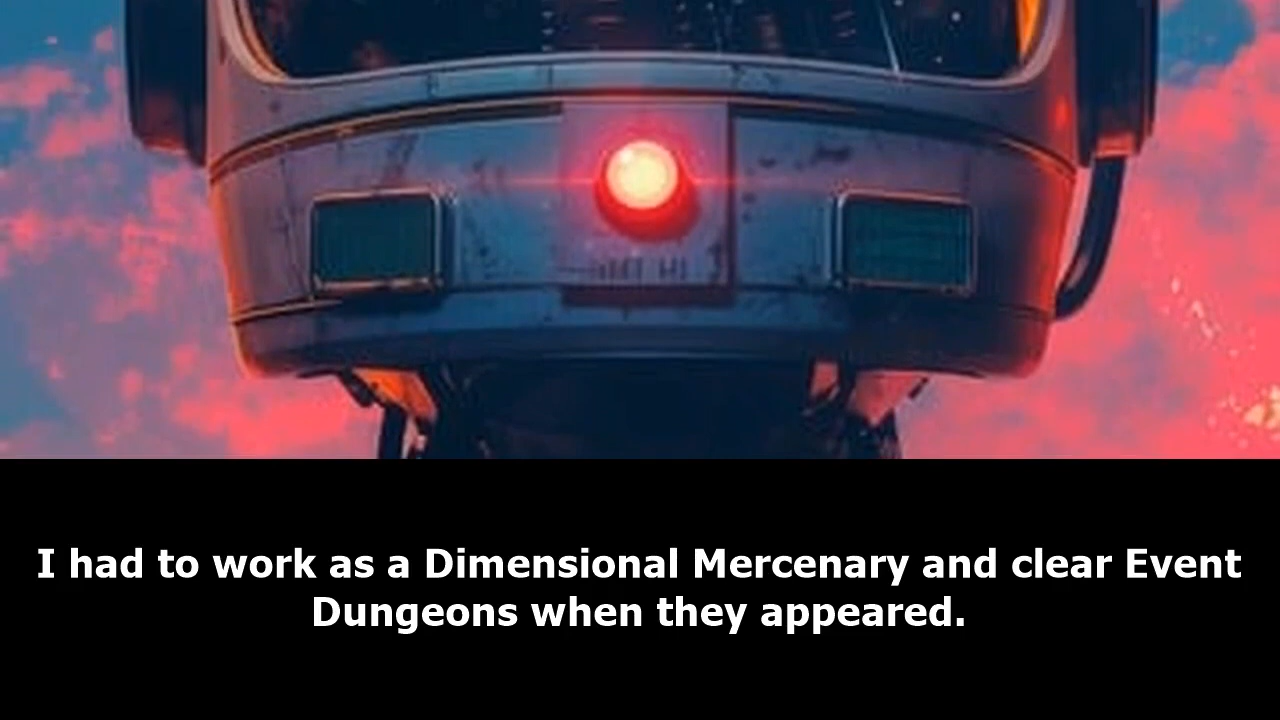 I had to work as a Dimensional Mercenary and clear Event
Dungeons when they appeared.